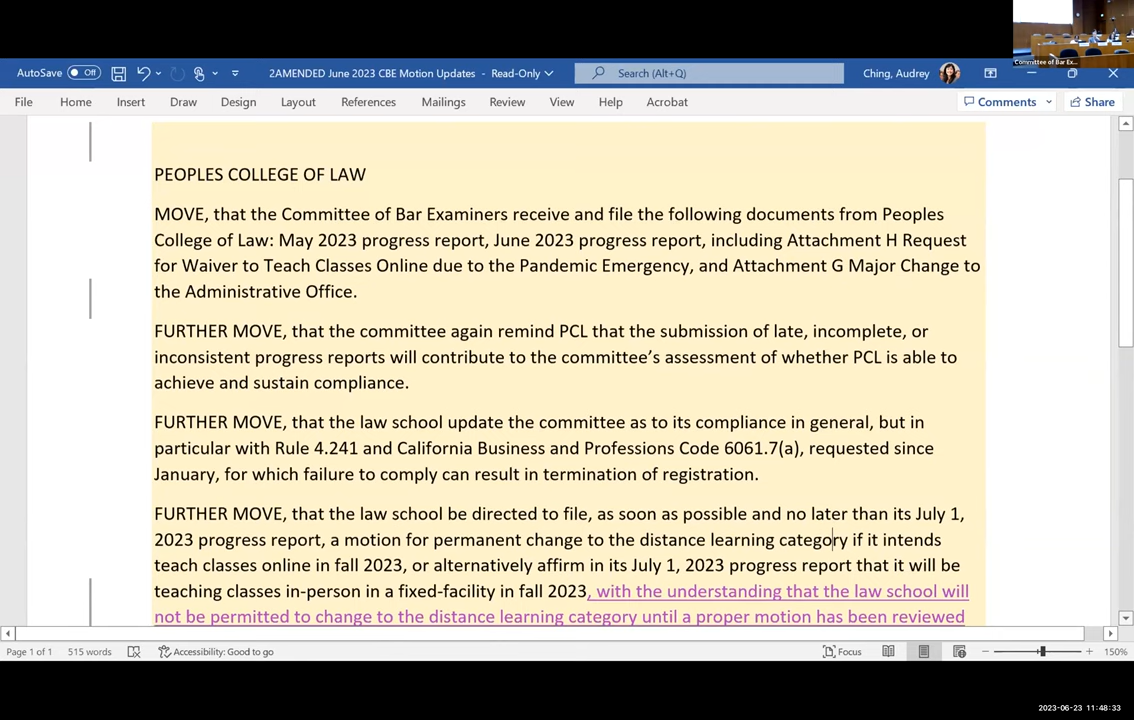 Committee of Bar Ex...
AutoSave Off 2AMENDED June 2023 CBE Motion Updates - Read-Only Search (Alt+Q) Ching, Audrey
File Home Insert Draw Design Layout References Mailings Review View Help Acrobat Comments Share
PEOPLES COLLEGE OF LAW
MOVE, that the Committee of Bar Examiners receive and file the following documents from Peoples
College of Law: May 2023 progress report, June 2023 progress report, including Attachment H Request
for Waiver to Teach Classes Online due to the Pandemic Emergency, and Attachment G Major Change to
the Administrative Office.
FURTHER MOVE, that the committee again remind PCL that the submission of late, incomplete, or
inconsistent progress reports will contribute to the committee’s assessment of whether PCL is able to
achieve and sustain compliance.
FURTHER MOVE, that the law school update the committee as to its compliance in general, but in
particular with Rule 4.241 and California Business and Professions Code 6061.7(a), requested since
January, for which failure to comply can result in termination of registration.
FURTHER MOVE, that the law school be directed to file, as soon as possible and no later than its July 1,
2023 progress report, a motion for permanent change to the distance learning category if it intends
teach classes online in fall 2023, or alternatively affirm in its July 1, 2023 progress report that it will be
teaching classes in-person in a fixed-facility in fall 2023, with the understanding that the law school will
not be permitted to change to the distance learning category until a proper motion has been reviewed
Page 1 of 1 515 words Accessibility: Good to go Focus 150%
2023-06-23 11:48:33